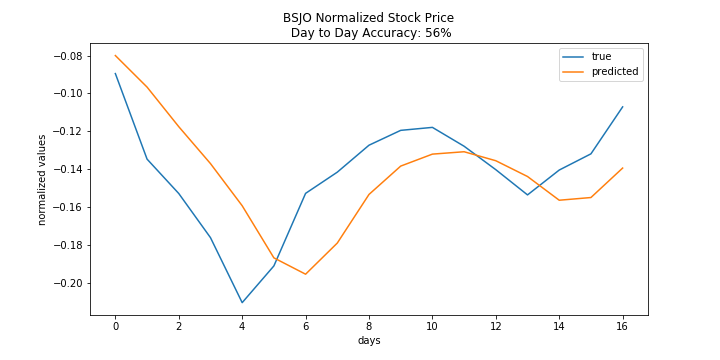 BSJO Normalized Stock Price
Day to Day Accuracy: 56%
true
predicted
normalized values
−0.08
−0.10
−0.12
−0.14
−0.16
−0.18
−0.20
0 2 4 6 8 10 12 14 16
days